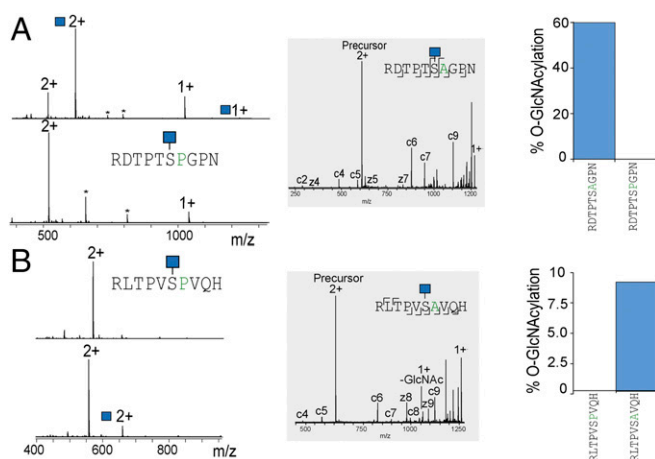 A
2+
2+
1+
1+
*
*
2+
RDTPTSPGPN
*
*
1+
500
1000
m/z
Precursor
2+
RDTPTSAGPN
c2
z4
c4
c5
z5
c6
z7
c7
c9
1+
250
500
750
1000
1250
m/z
% O-GlcNAcylation
60
40
20
0
RDTPTSAGPN
RDTPTSPGPN
B
2+
RLTPVSPVQH
2+
2+
400
600
800
960
m/z
Precursor
2+
RLTPVSAVQH
1+
-GlcNAc
1+
c4
c5
c6
c7
z8
c8
z9
c9
500
750
1000
1250
m/z
% O-GlcNAcylation
10
7.5
5.0
2.5
0
RLTPVSPVQH
RLTPVSAVQH